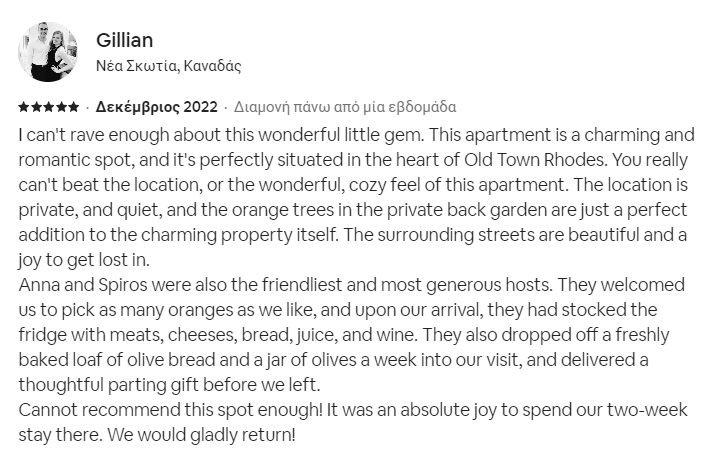 Gillian
Νέα Σκωτία, Καναδάς
★★★★★ · Δεκέμβριος 2022 · Διαμονή πάνω από μία εβδομάδα
I can't rave enough about this wonderful little gem. This apartment is a charming and
romantic spot, and it's perfectly situated in the heart of Old Town Rhodes. You really
can't beat the location, or the wonderful, cozy feel of this apartment. The location is
private, and quiet, and the orange trees in the private back garden are just a perfect
addition to the charming property itself. The surrounding streets are beautiful and a
joy to get lost in.
Anna and Spiros were also the friendliest and most generous hosts. They welcomed
us to pick as many oranges as we like, and upon our arrival, they had stocked the
fridge with meats, cheeses, bread, juice, and wine. They also dropped off a freshly
baked loaf of olive bread and a jar of olives a week into our visit, and delivered a
thoughtful parting gift before we left.
Cannot recommend this spot enough! It was an absolute joy to spend our two-week
stay there. We would gladly return!